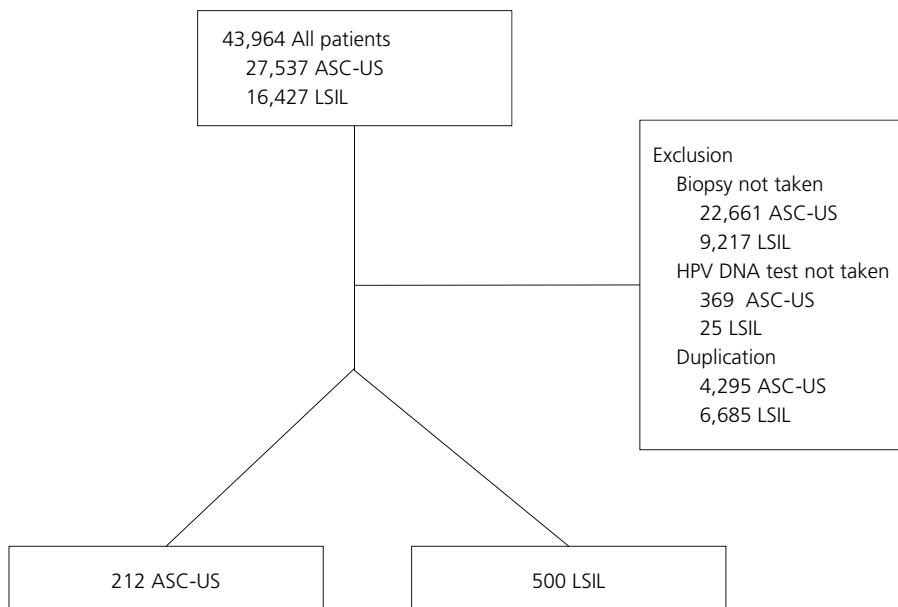 43,964 All patients
27,537 ASC-US
16,427 LSIL
Exclusion
Biopsy not taken
22,661 ASC-US
9,217 LSIL
HPV DNA test not taken
369 ASC-US
25 LSIL
Duplication
4,295 ASC-US
6,685 LSIL
212 ASC-US
500 LSIL